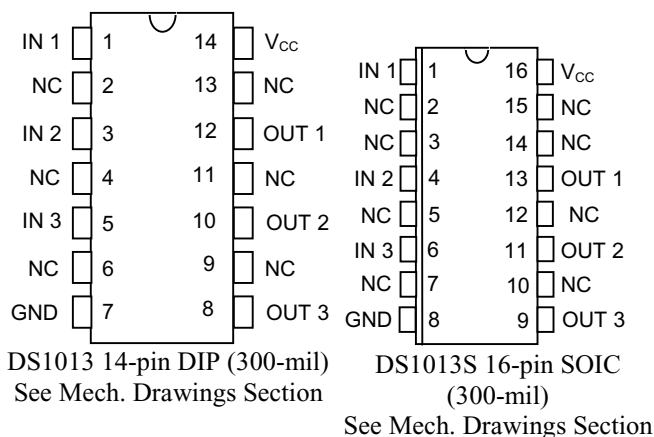 IN 1 1 14 VCC
NC 2 13 NC
IN 2 3 12 OUT 1
NC 4 11 NC
IN 3 5 10 OUT 2
NC 6 9 NC
GND 7 8 OUT 3
DS1013 14-pin DIP (300-mil)
See Mech. Drawings Section
IN 1 1 16 VCC
NC 2 15 NC
NC 3 14 NC
IN 2 4 13 OUT 1
NC 5 12 NC
IN 3 6 11 OUT 2
NC 7 10 NC
GND 8 9 OUT 3
DS1013S 16-pin SOIC
(300-mil)
See Mech. Drawings Section